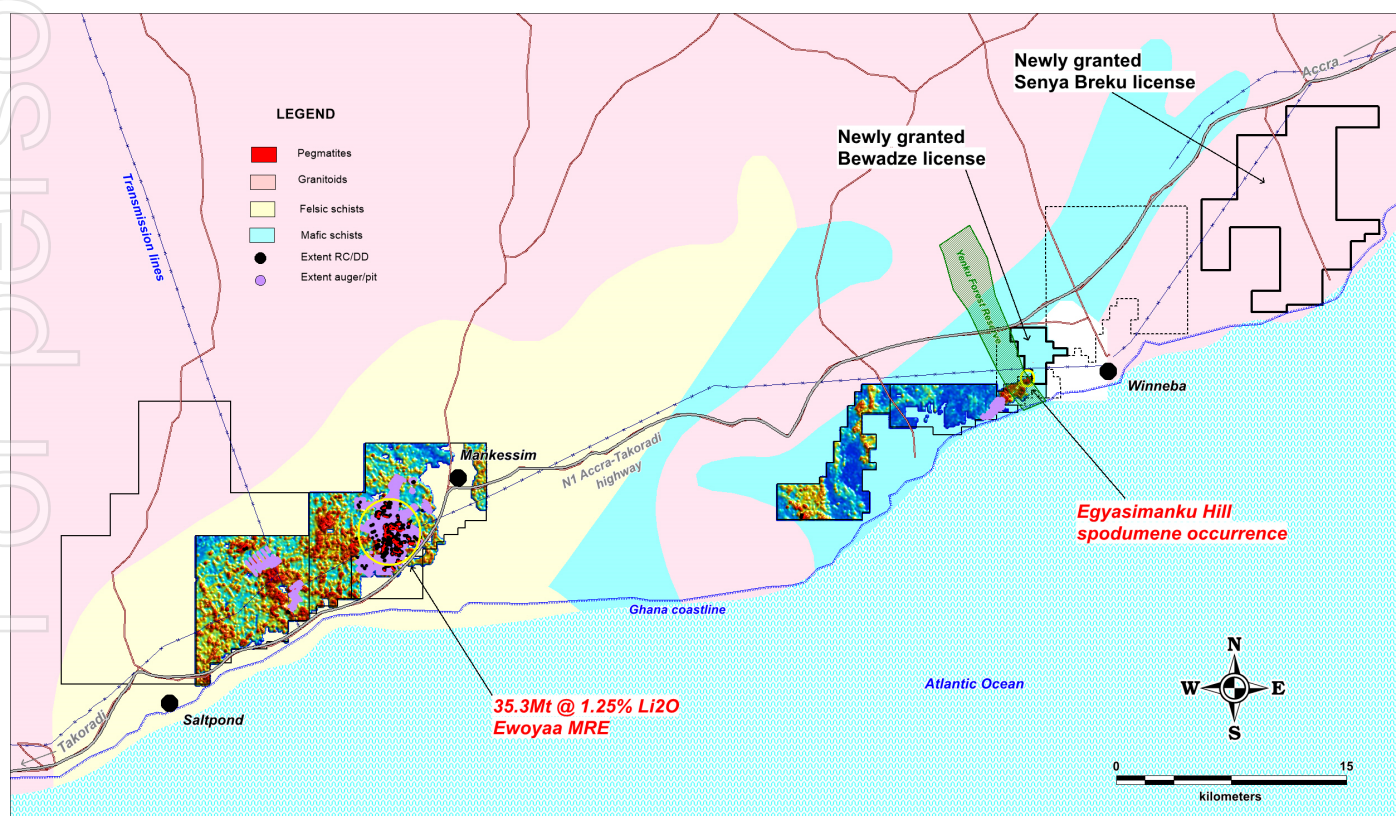 For perso
LEGEND
Pegmatites
Granitoids
Felsic schists
Mafic schists
Extent RC/DD
Extent auger/pit
Transmission lines
Newly granted
Senya Breku license
Accra
Newly granted
Bewadze license
Yenku Forest Reserve
Winneba
Mankessim
N1 Accra-Takoradi
highway
Egyasimanku Hill
spodumene occurrence
Ghana coastline
35.3Mt @ 1.25% Li2O
Ewoyaa MRE
Atlantic Ocean
Saltpond
Takoradi
N
W
E
S
0
15
kilometers